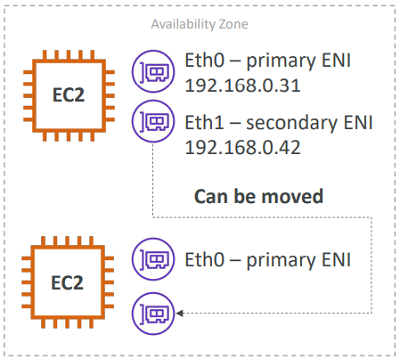 Availability Zone
EC2
Eth0 – primary ENI
192.168.0.31
Eth1 – secondary ENI
192.168.0.42
Can be moved
EC2
Eth0 – primary ENI